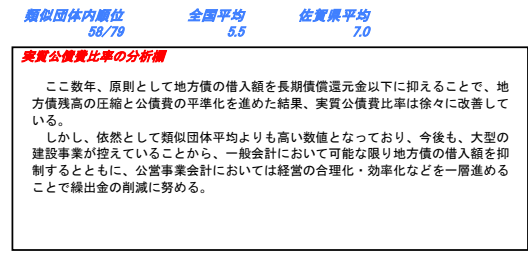 類似団体内順位 全国平均 佐賀県平均
58/79 5.5 7.0
実質公債費比率の分析欄
ここ数年、原則として地方債の借入額を長期債償還元金以下に抑えることで、地
方債残高の圧縮と公債費の平準化を進めた結果、実質公債費比率は徐々に改善して
いる。
しかし、依然として類似団体平均よりも高い数値となっており、今後も、大型の
建設事業が控えていることから、一般会計において可能な限り地方債の借入額を抑
制するとともに、公営事業会計においては経営の合理化・効率化などを一層進める
ことで繰出金の削減に努める。